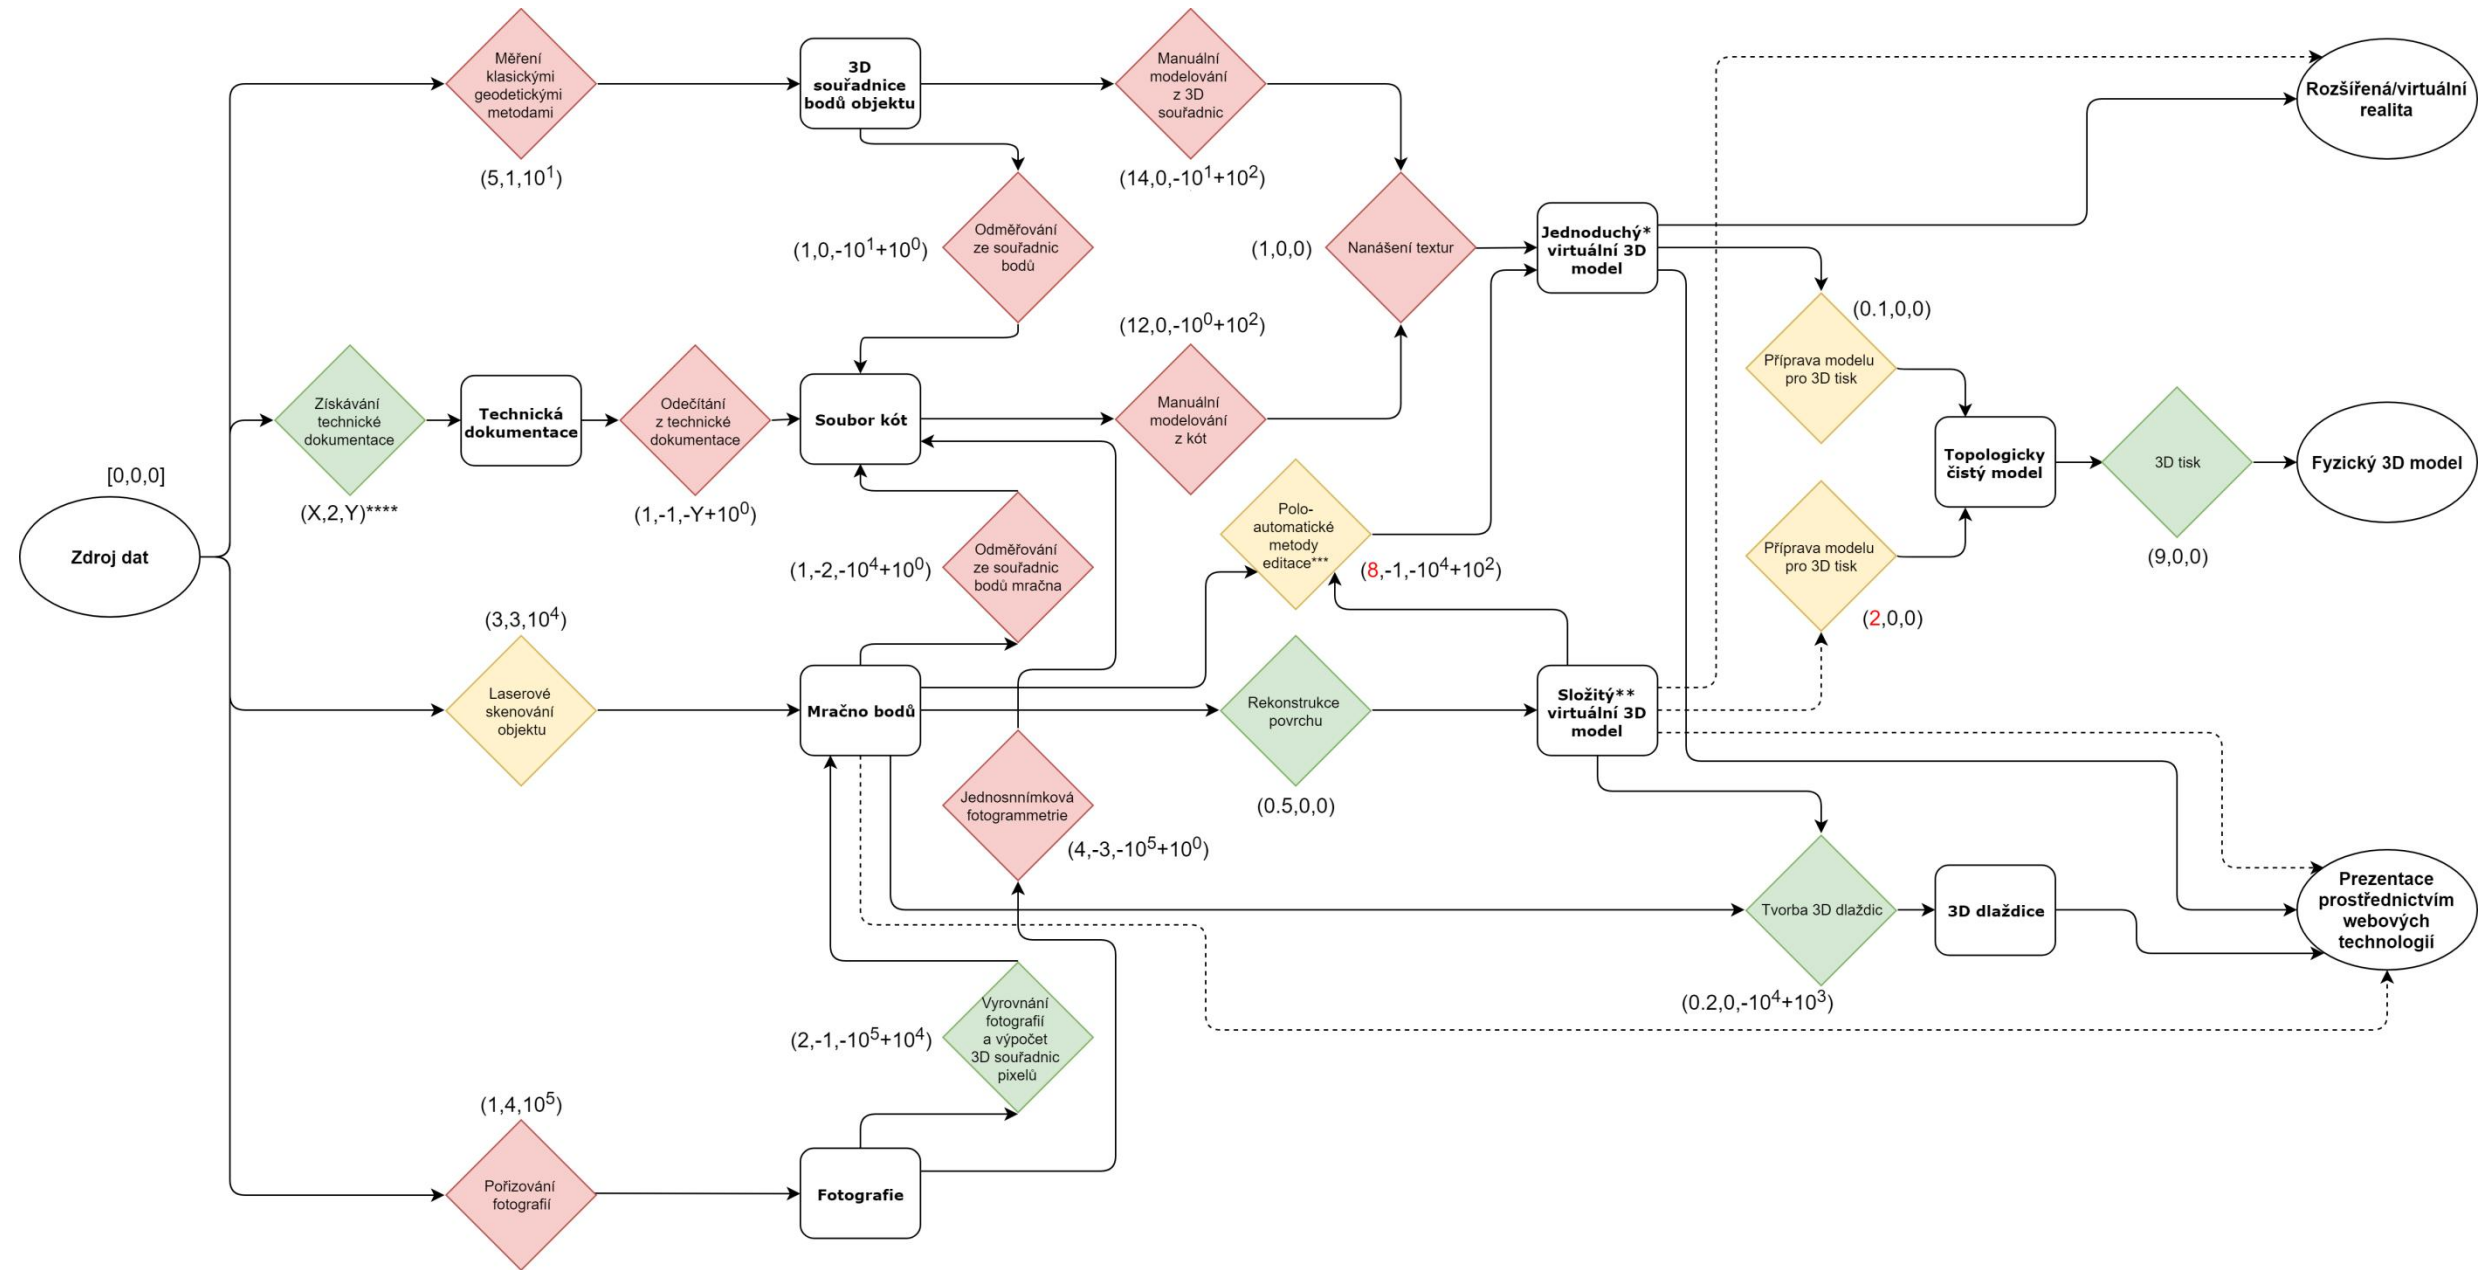 Měření
klasickými
geodetickými
metodami
(5,1,10¹)
3D
souřadnice
bodů objektu
Manuální
modelování
z 3D
souřadnic
(14,0,-10¹+10²)
Rozšířená/virtuální
realita
Odměřování
ze souřadnic
bodů
(1,0,-10¹+10⁰)
Nanášení textur
(1,0,0)
Jednoduchý*
virtuální 3D
model
(0.1,0,0)
Příprava modelu
pro 3D tisk
(12,0,-10⁰+10²)
Získávání
technické
dokumentace
(X,2,Y)****
Technická
dokumentace
Odečítání
z technické
dokumentace
(1,-1,-Y+10⁰)
Soubor kót
Manuální
modelování
z kót
Topologicky
čistý model
3D tisk
(9,0,0)
Fyzický 3D model
[0,0,0]
Zdroj dat
Polo-
automatické
metody
editace***
(8,-1,-10⁴+10²)
Příprava modelu
pro 3D tisk
(2,0,0)
Odměřování
ze souřadnic
bodů mračna
(1,-2,-10⁴+10⁰)
(3,3,10⁴)
Laserové
skenování
objektu
Mračno bodů
Rekonstrukce
povrchu
(0.5,0,0)
Složitý**
virtuální 3D
model
Jednosnnímková
fotogrammetrie
(4,-3,-10⁵+10⁰)
Tvorba 3D dlaždic
(0.2,0,-10⁴+10³)
3D dlaždice
Prezentace
prostřednictvím
webových
technologií
Vyrovnání
fotografií
a výpočet
3D souřadnic
pixelů
(2,-1,-10⁵+10⁴)
(1,4,10⁵)
Pořizování
fotografií
Fotografie